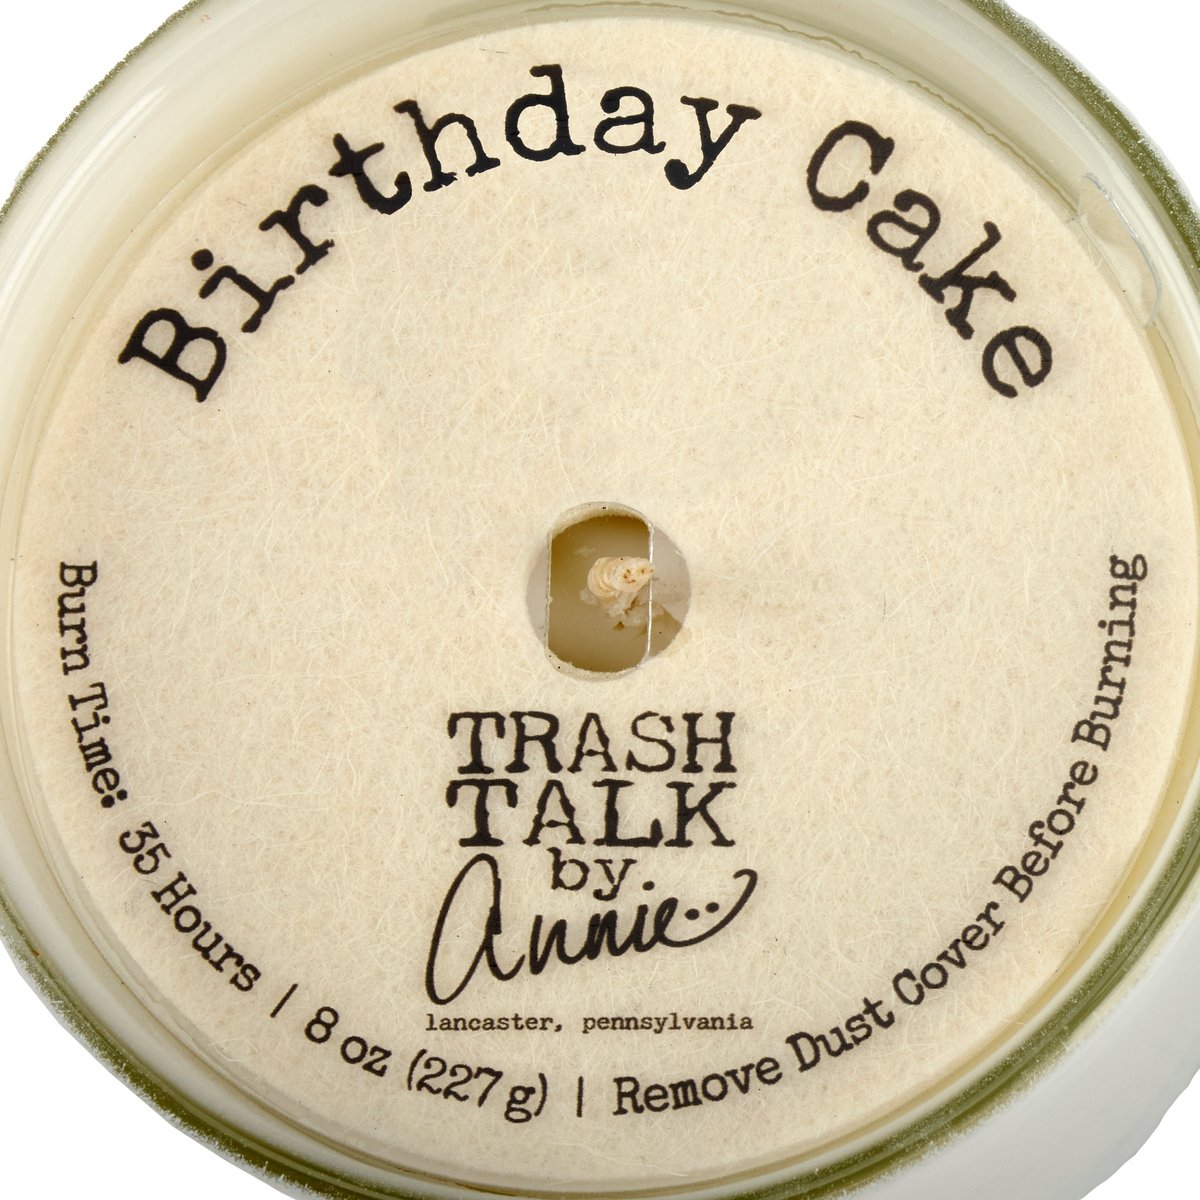 Birthday Cake
TRASH
TALK
by.
Annie
lancaster, pennsylvania
Burn Time: 35 Hours | 8 oz (227 g) | Remove Dust Cover Before Burning